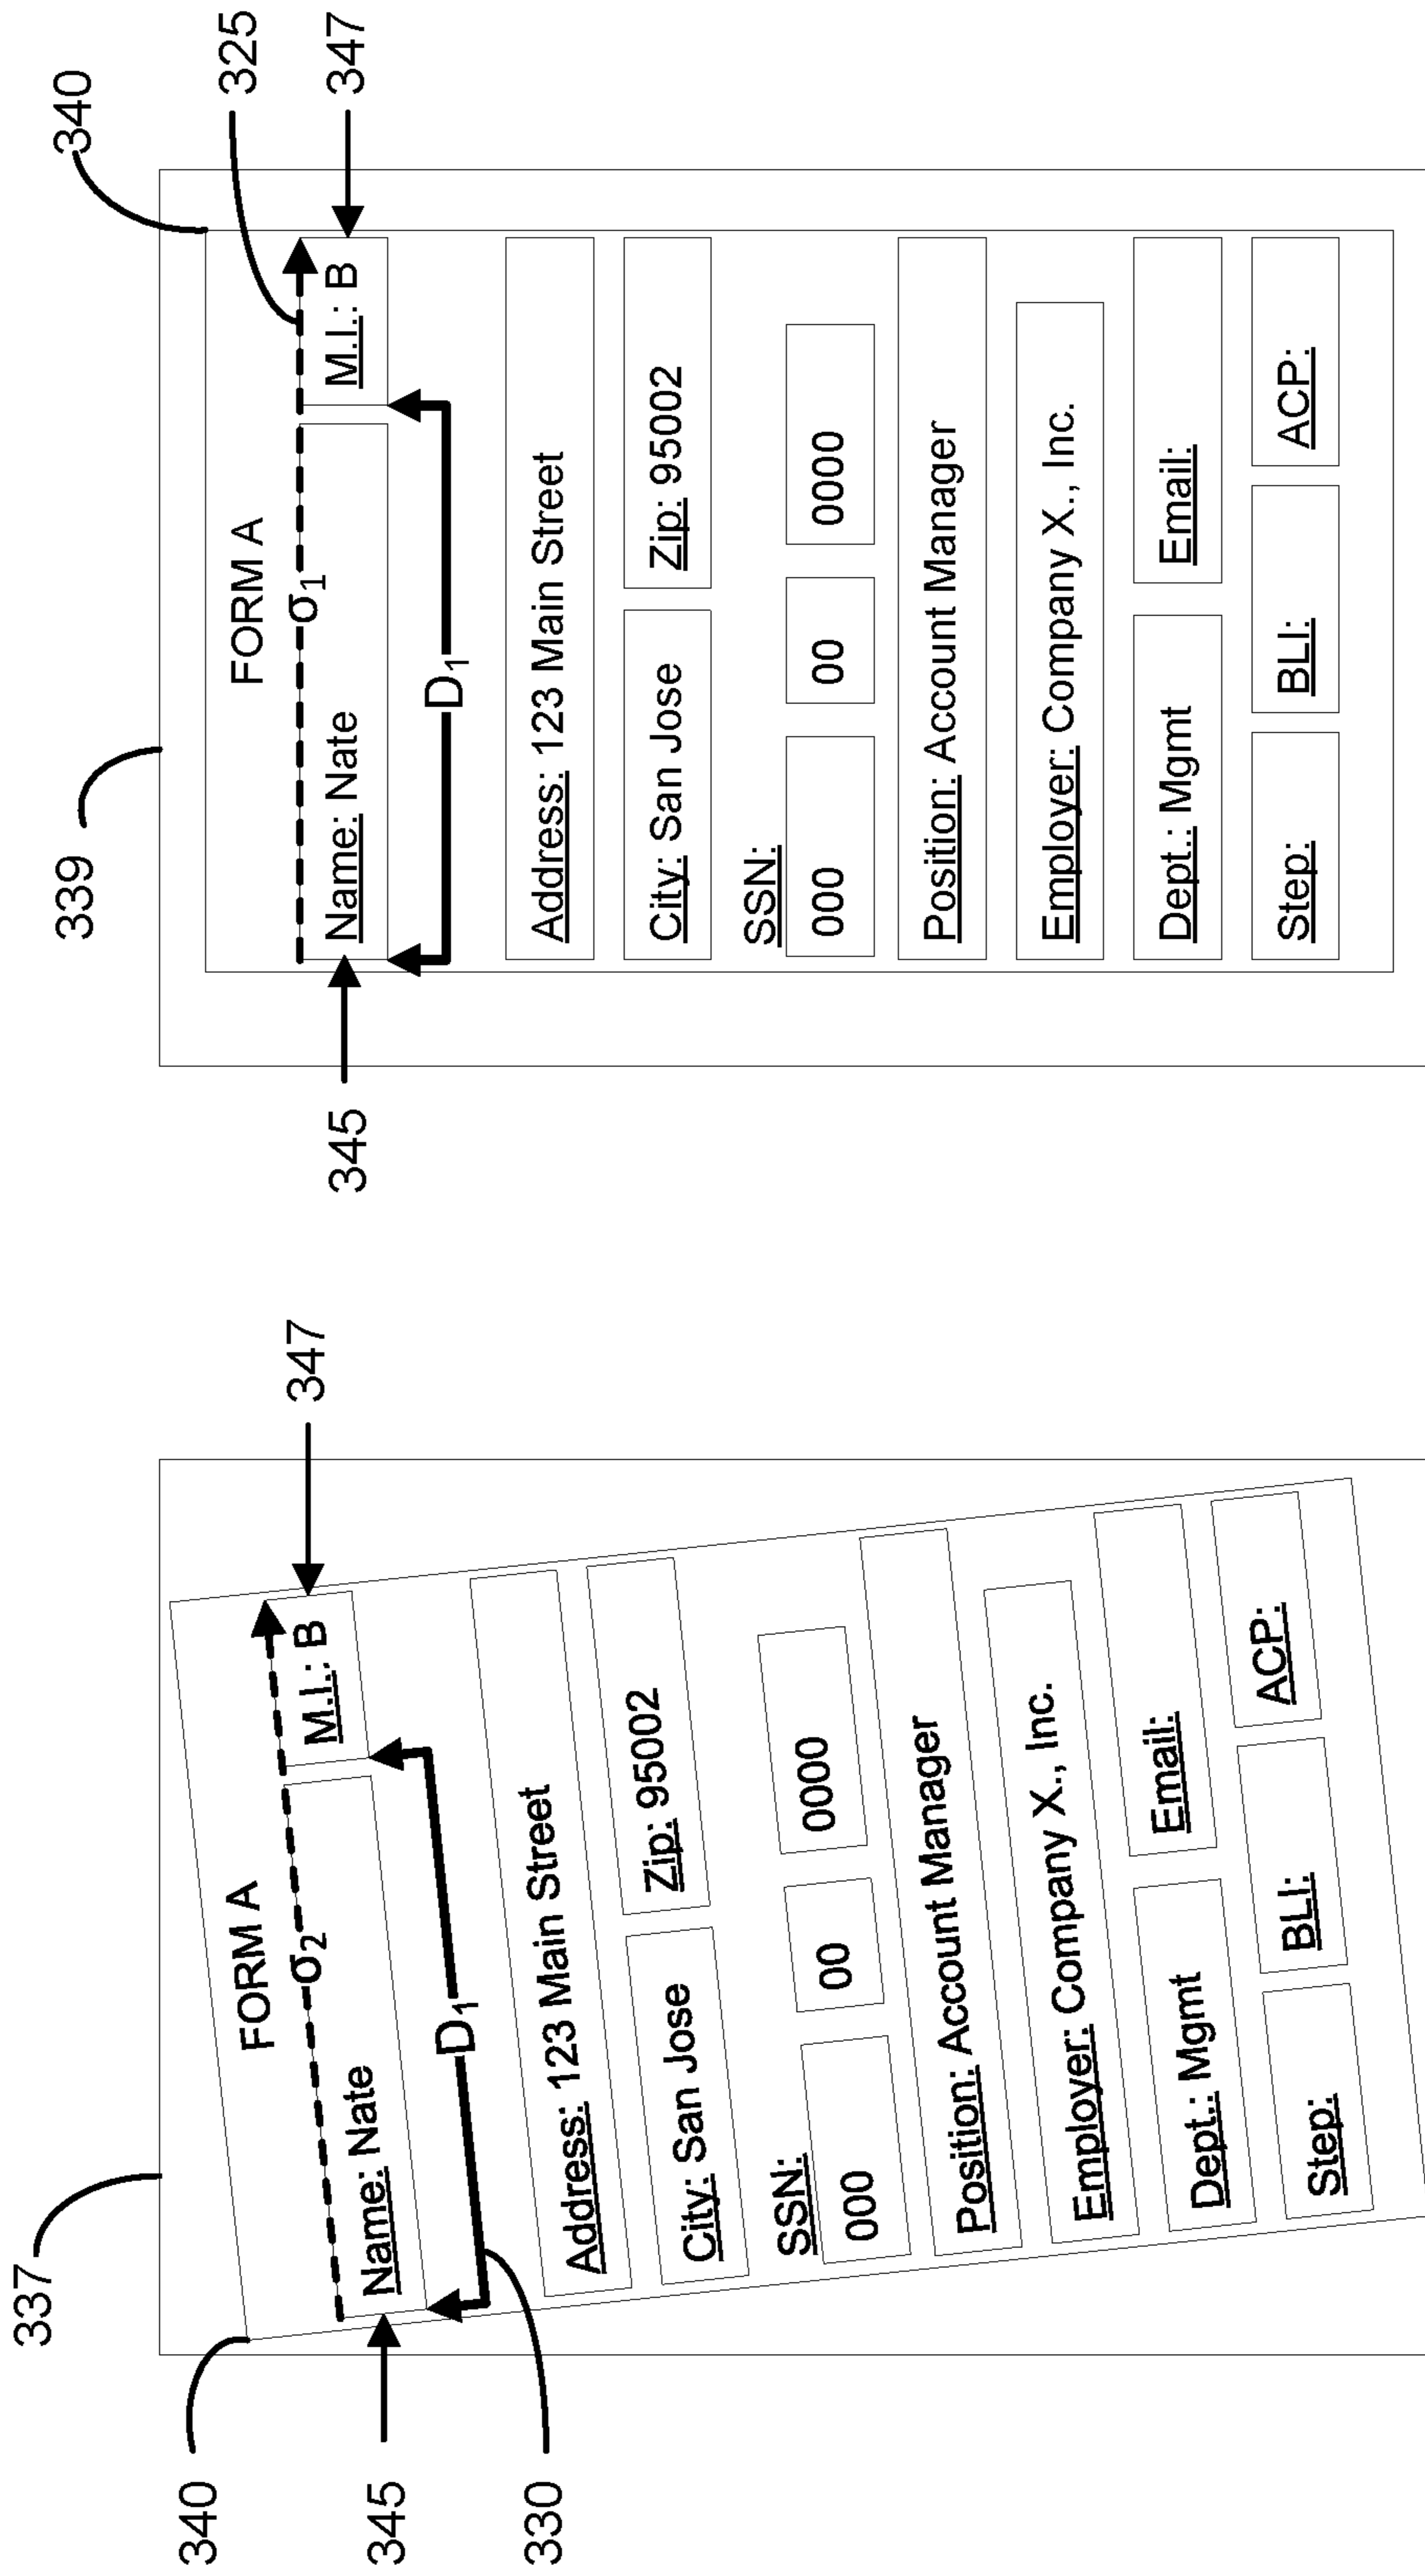 337
340
345
330
347
FORM A
σ2
Name: Nate
M.I.: B
D1
Address: 123 Main Street
City: San Jose
Zip: 95002
SSN:
000
00
0000
Position: Account Manager
Employer: Company X., Inc.
Dept.: Mgmt
Email:
Step:
BLI:
ACP:
339
340
325
347
345
FORM A
σ1
Name: Nate
M.I.: B
D1
Address: 123 Main Street
City: San Jose
Zip: 95002
SSN:
000
00
0000
Position: Account Manager
Employer: Company X., Inc.
Dept.: Mgmt
Email:
Step:
BLI:
ACP: